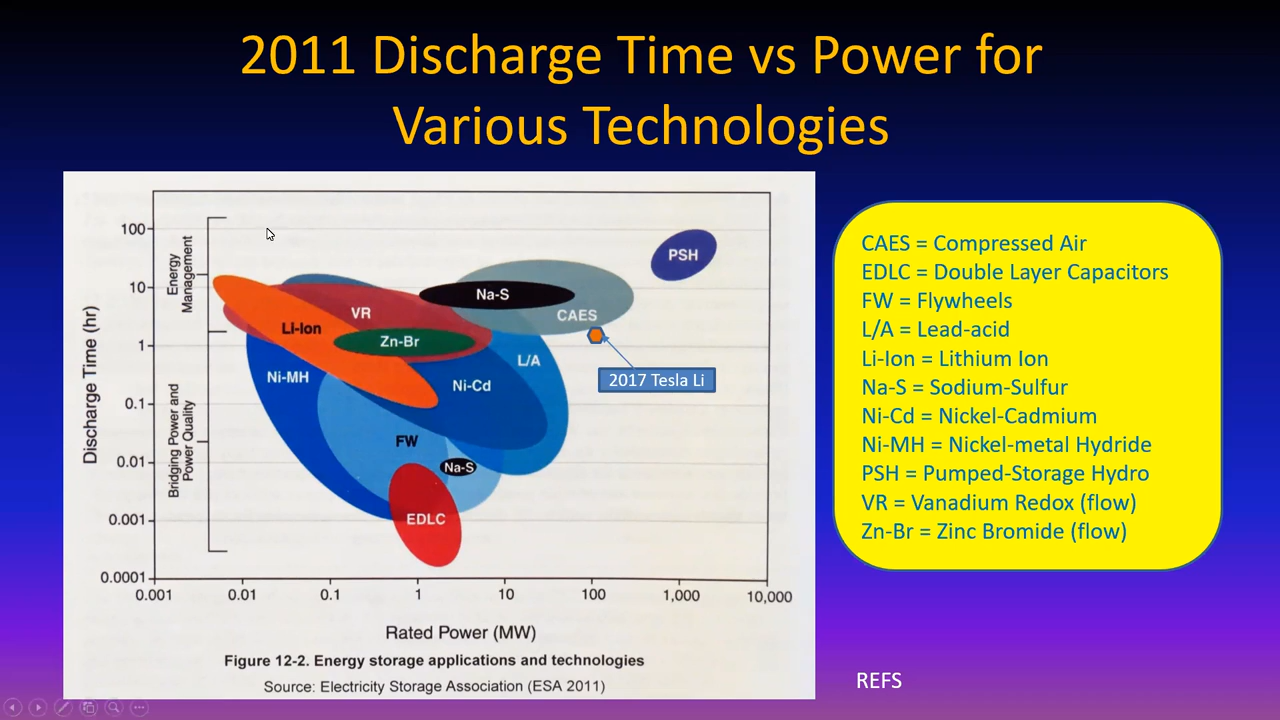 2011 Discharge Time vs Power for
Various Technologies
100
10
1
0.1
0.01
0.001
0.0001
Discharge Time (hr)
Energy
Management
Bridging Power and
Power Quality
PSH
Na-S
CAES
VR
Li-Ion
Zn-Br
2017 Tesla Li
L/A
Ni-MH
Ni-Cd
FW
Na-S
EDLC
0.001
0.01
0.1
1
10
100
1,000
10,000
Rated Power (MW)
Figure 12-2. Energy storage applications and technologies
Source: Electricity Storage Association (ESA 2011)
CAES = Compressed Air
EDLC = Double Layer Capacitors
FW = Flywheels
L/A = Lead-acid
Li-Ion = Lithium Ion
Na-S = Sodium-Sulfur
Ni-Cd = Nickel-Cadmium
Ni-MH = Nickel-metal Hydride
PSH = Pumped-Storage Hydro
VR = Vanadium Redox (flow)
Zn-Br = Zinc Bromide (flow)
REFS